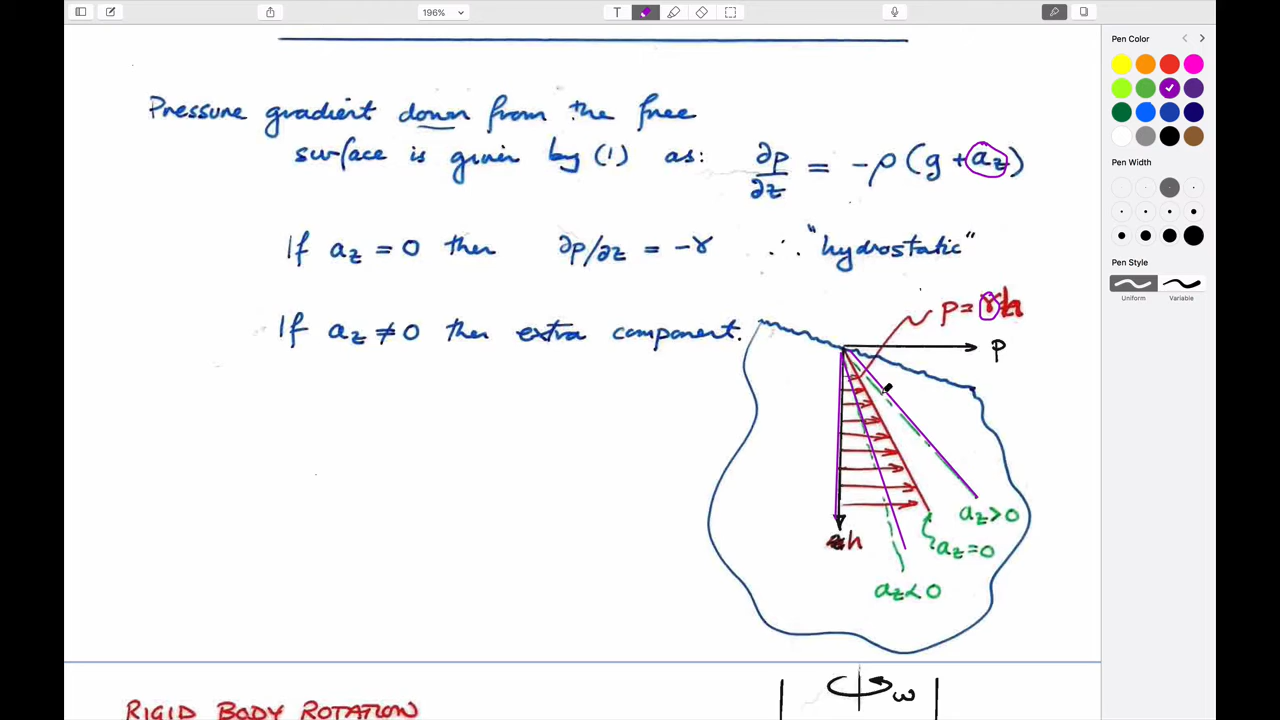 196%
T
Pen Color
Pressure gradient down from the free
surface is given by (1) as: ∂p/∂z = -ρ(g + a_z)
Pen Width
If a_z = 0 then ∂p/∂z = -γ ∴ "hydrostatic"
Pen Style
Uniform Variable
p = γh
If a_z ≠ 0 then extra component.
p
a_z > 0
h
a_z = 0
a_z < 0
RIGID BODY ROTATION
ω